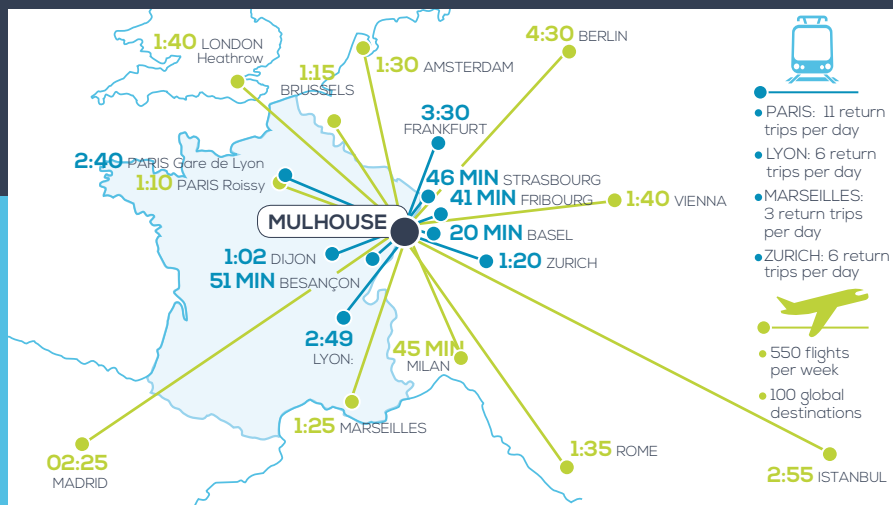 1:40 LONDON
Heathrow
1:15
BRUSSELS
1:30 AMSTERDAM
4:30 BERLIN
3:30
FRANKFURT
2:40 PARIS Gare de Lyon
1:10 PARIS Roissy
46 MIN STRASBOURG
41 MIN FRIBOURG
1:40 VIENNA
MULHOUSE
20 MIN BASEL
1:02 DIJON
1:20 ZURICH
51 MIN BESANÇON
2:49
LYON:
45 MIN
MILAN
1:25 MARSEILLES
02:25
MADRID
1:35 ROME
2:55 ISTANBUL
• PARIS: 11 return
trips per day
• LYON: 6 return
trips per day
• MARSEILLES:
3 return trips
per day
• ZURICH: 6 return
trips per day
• 550 flights
per week
• 100 global
destinations